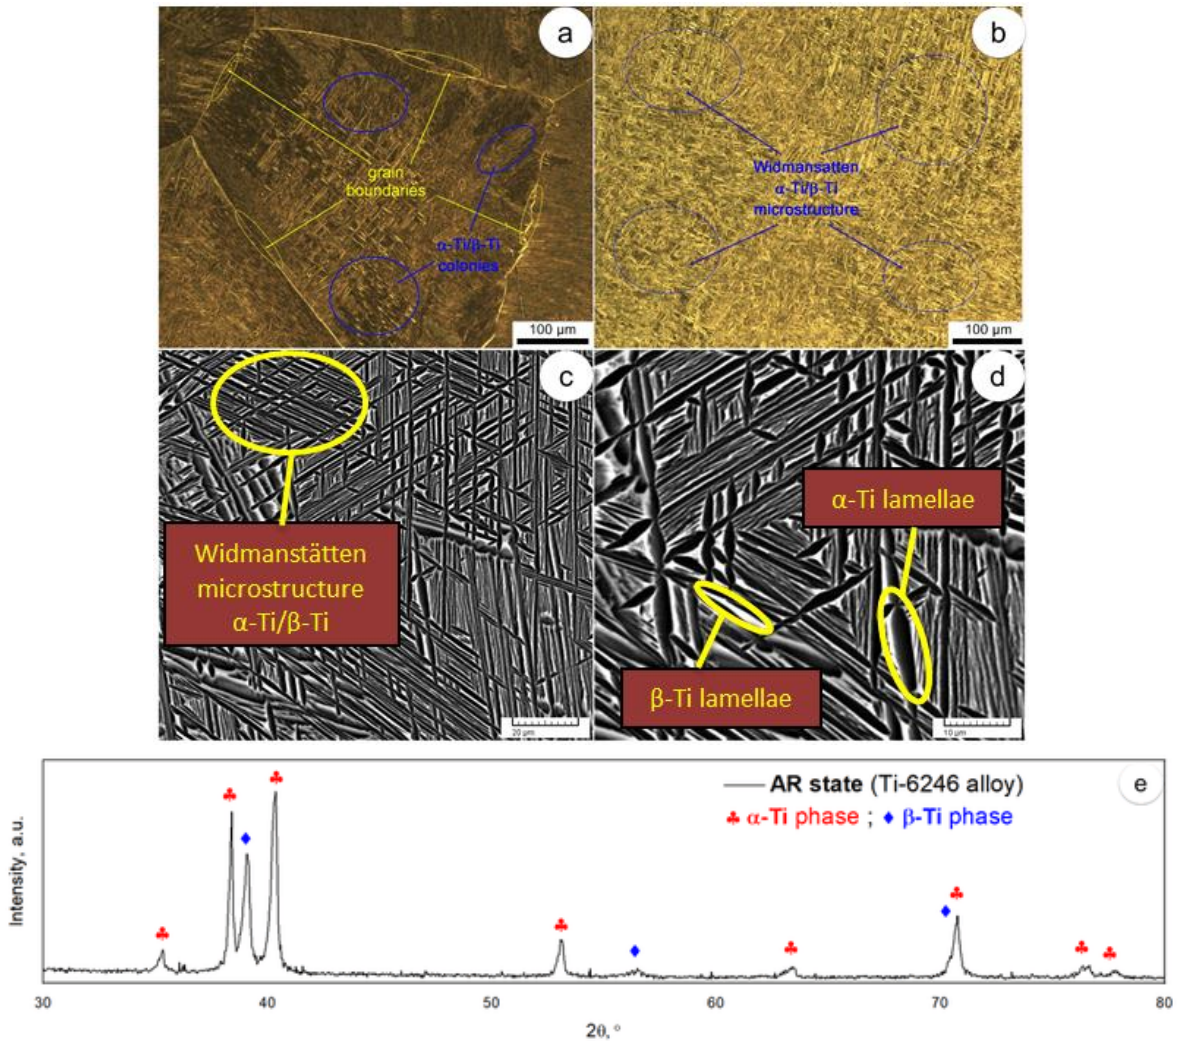 a
grain
boundaries
α-Ti/β-Ti
colonies
100 µm
b
Widmansatten
α-Ti/β-Ti
microstructure
100 µm
c
Widmanstätten
microstructure
α-Ti/β-Ti
20 µm
d
α-Ti lamellae
β-Ti lamellae
10 µm
e
AR state (Ti-6246 alloy)
♣ α-Ti phase ; ♦ β-Ti phase
Intensity, a.u.
30 40 50 60 70 80
2θ, °